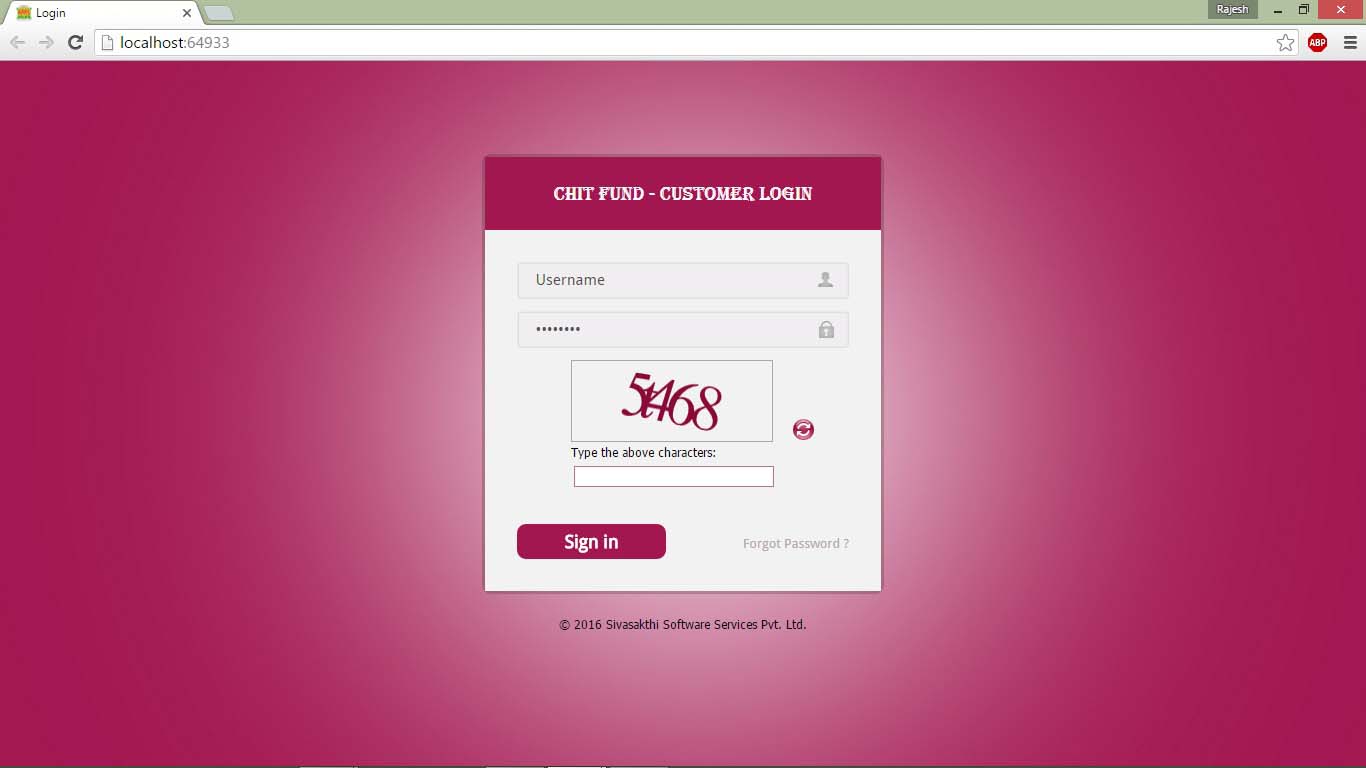 Login
Rajesh
localhost:64933
ABP
CHIT FUND - CUSTOMER LOGIN
Username
••••••••
5t468
Type the above characters:
Sign in
Forgot Password ?
© 2016 Sivasakthi Software Services Pvt. Ltd.